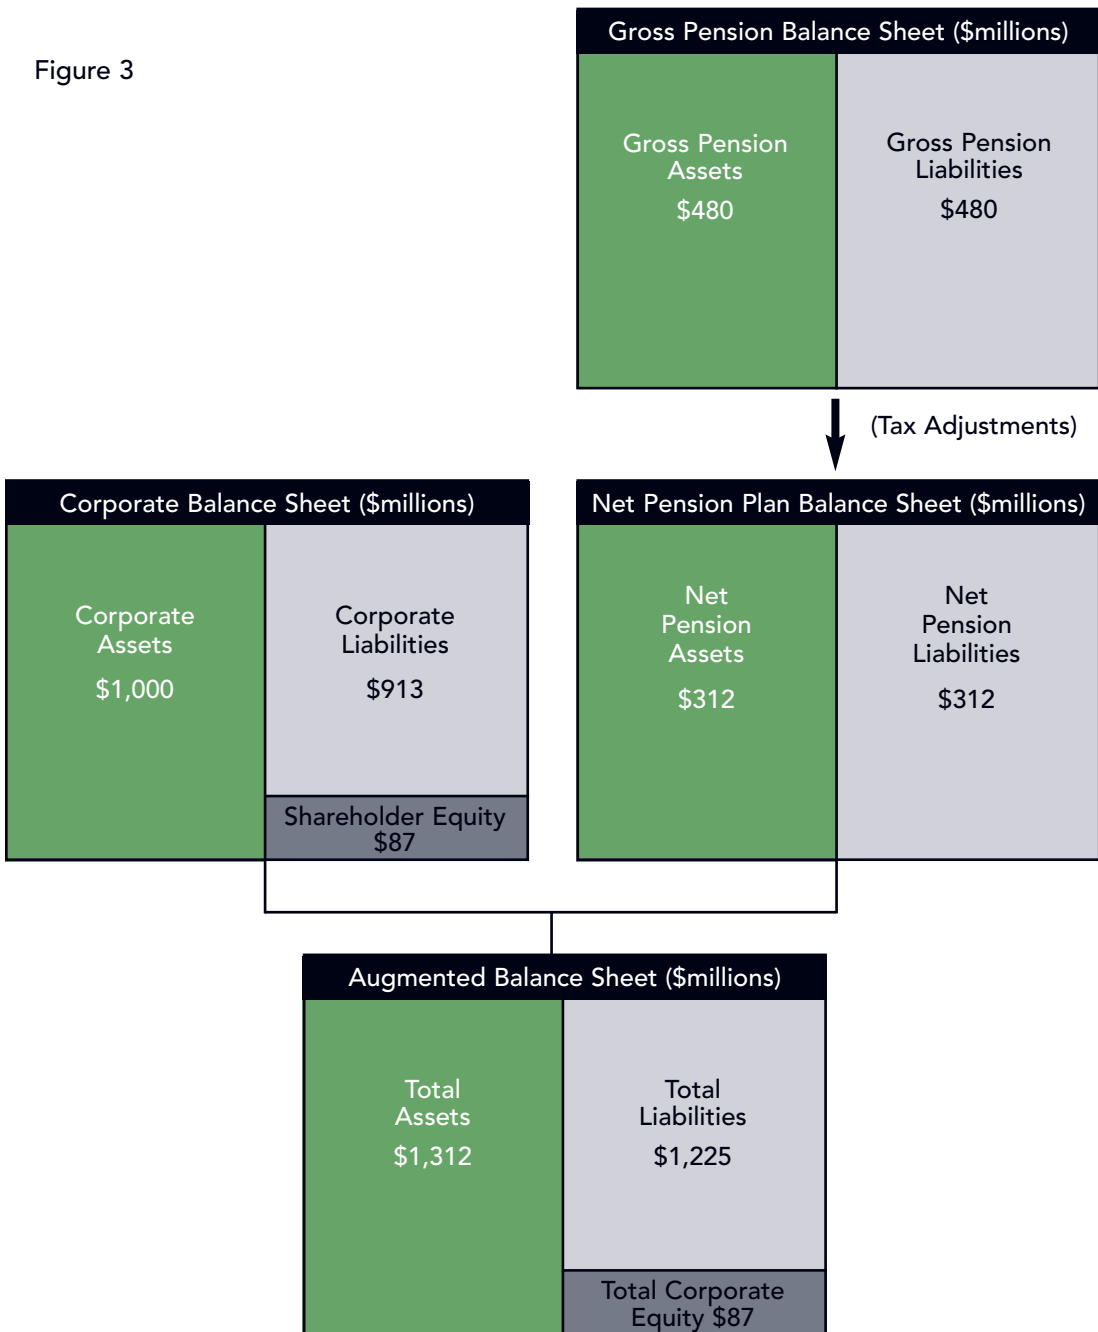 Figure 3
Gross Pension Balance Sheet ($millions)
Gross Pension
Assets
$480
Gross Pension
Liabilities
$480
(Tax Adjustments)
Corporate Balance Sheet ($millions)
Corporate
Assets
$1,000
Corporate
Liabilities
$913
Shareholder Equity
$87
Net Pension Plan Balance Sheet ($millions)
Net
Pension
Assets
$312
Net
Pension
Liabilities
$312
Augmented Balance Sheet ($millions)
Total
Assets
$1,312
Total
Liabilities
$1,225
Total Corporate
Equity $87